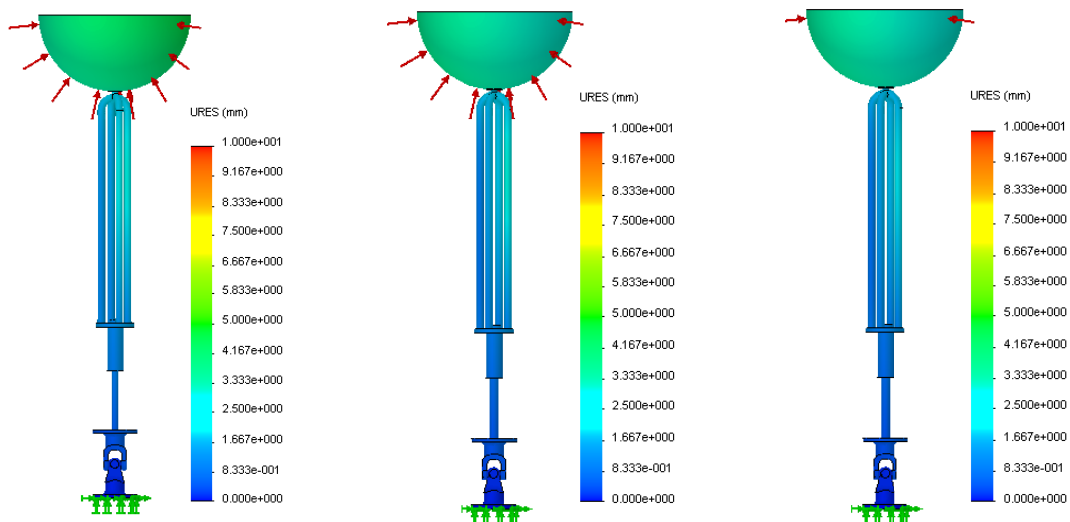 URES (mm)
1.000e+001
9.167e+000
8.333e+000
7.500e+000
6.667e+000
5.833e+000
5.000e+000
4.167e+000
3.333e+000
2.500e+000
1.667e+000
8.333e-001
0.000e+000
URES (mm)
1.000e+001
9.167e+000
8.333e+000
7.500e+000
6.667e+000
5.833e+000
5.000e+000
4.167e+000
3.333e+000
2.500e+000
1.667e+000
8.333e-001
0.000e+000
URES (mm)
1.000e+001
9.167e+000
8.333e+000
7.500e+000
6.667e+000
5.833e+000
5.000e+000
4.167e+000
3.333e+000
2.500e+000
1.667e+000
8.333e-001
0.000e+000